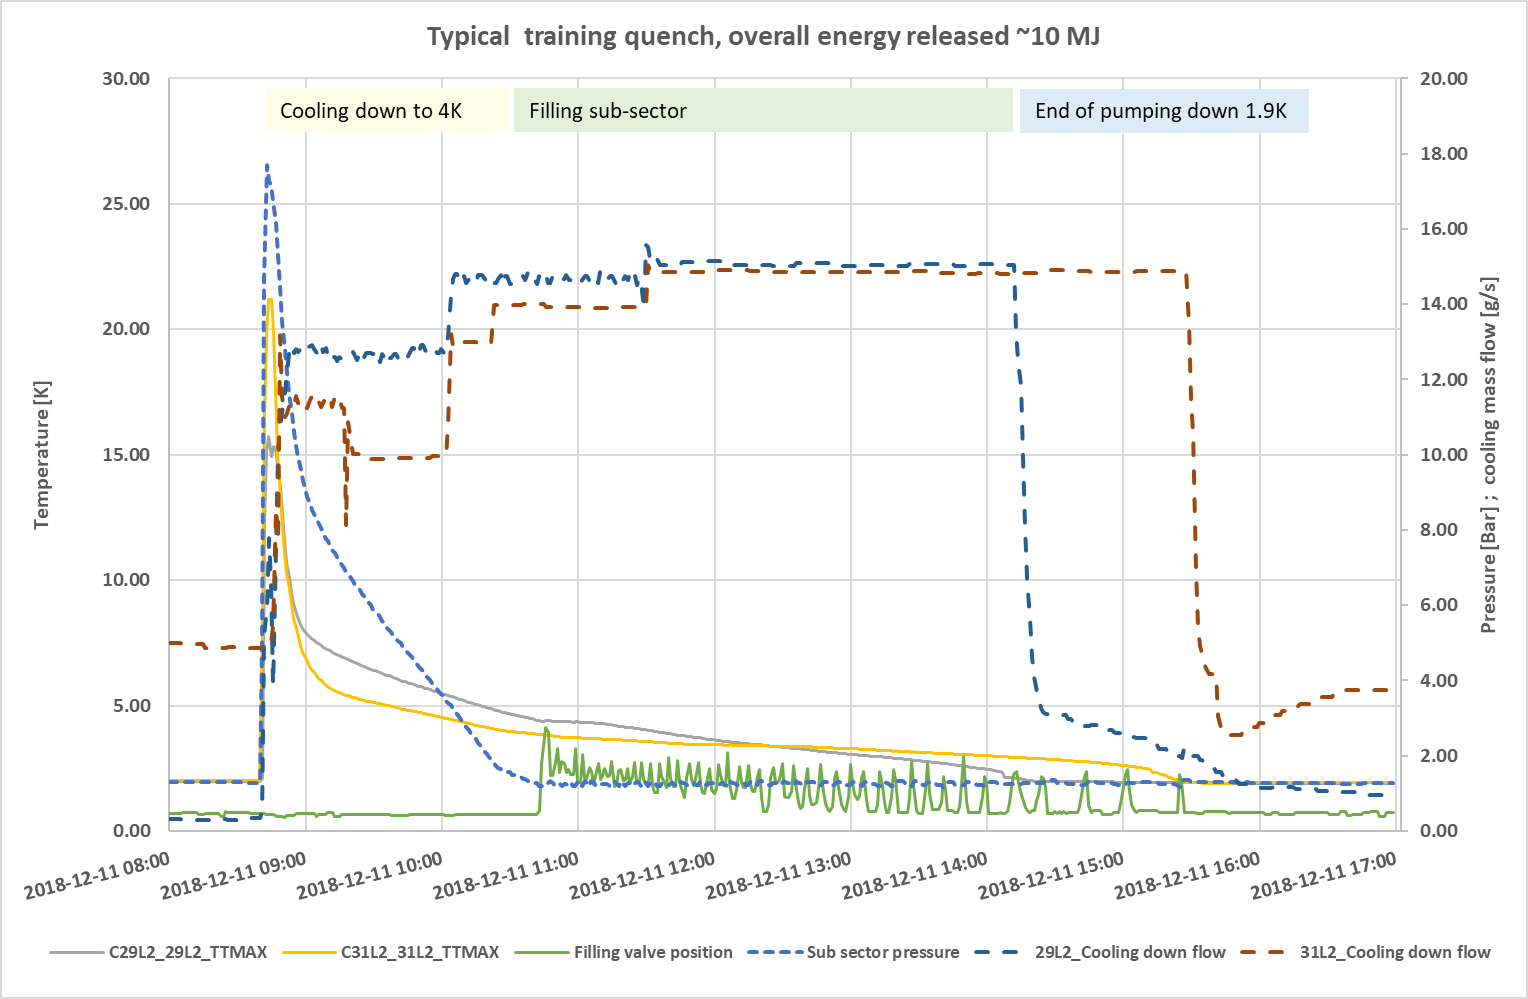 Typical training quench, overall energy released ~10 MJ
30.00
25.00
20.00
15.00
10.00
5.00
0.00
Temperature [K]
Cooling down to 4K
Filling sub-sector
End of pumping down 1.9K
20.00
18.00
16.00
14.00
12.00
10.00
8.00
6.00
4.00
2.00
0.00
Pressure [Bar] ; cooling mass flow [g/s]
2018-12-11 08:00
2018-12-11 09:00
2018-12-11 10:00
2018-12-11 11:00
2018-12-11 12:00
2018-12-11 13:00
2018-12-11 14:00
2018-12-11 15:00
2018-12-11 16:00
2018-12-11 17:00
C29L2_29L2_TTMAX
C31L2_31L2_TTMAX
Filling valve position
Sub sector pressure
29L2_Cooling down flow
31L2_Cooling down flow